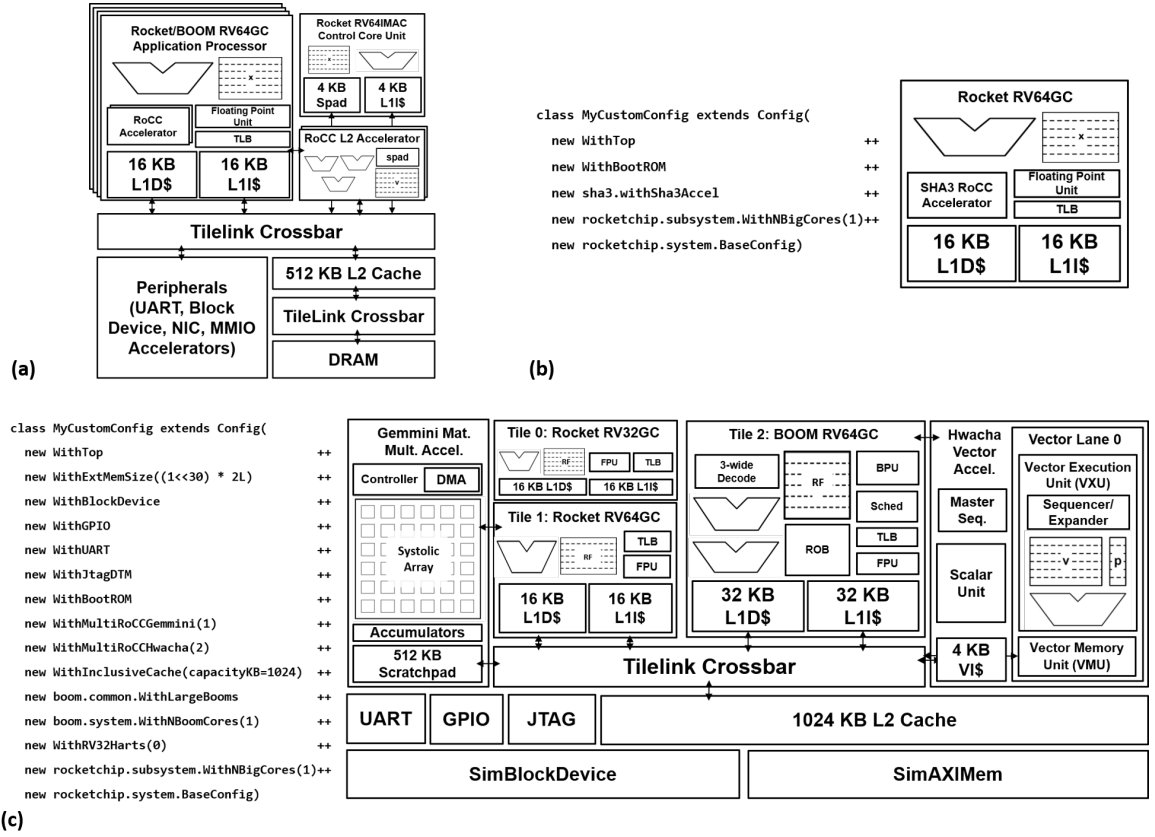 Rocket/BOOM RV64GC
Application Processor
x
RoCC
Accelerator
Floating Point
Unit
TLB
16 KB
L1D$
16 KB
L1I$
Rocket RV64IMAC
Control Core Unit
x
4 KB
Spad
4 KB
L1I$
RoCC L2 Accelerator
spad
v
Tilelink Crossbar
Peripherals
(UART, Block
Device, NIC, MMIO
Accelerators)
512 KB L2 Cache
TileLink Crossbar
DRAM
(a)
class MyCustomConfig extends Config(
new WithTop ++
new WithBootROM ++
new sha3.withSha3Accel ++
new rocketchip.subsystem.WithNBigCores(1)++
new rocketchip.system.BaseConfig)
Rocket RV64GC
x
SHA3 RoCC
Accelerator
Floating Point
Unit
TLB
16 KB
L1D$
16 KB
L1I$
(b)
class MyCustomConfig extends Config(
new WithTop ++
new WithExtMemSize((1<<30) * 2L) ++
new WithBlockDevice ++
new WithGPIO ++
new WithUART ++
new WithJtagDTM ++
new WithBootROM ++
new WithMultiRoCCGemmini(1) ++
new WithMultiRoCCHwacha(2) ++
new WithInclusiveCache(capacityKB=1024) ++
new boom.common.WithLargeBooms ++
new boom.system.WithNBoomCores(1) ++
new WithRV32Harts(0) ++
new rocketchip.subsystem.WithNBigCores(1)++
new rocketchip.system.BaseConfig)
Gemmini Mat.
Mult. Accel.
Controller
DMA
Systolic
Array
Accumulators
512 KB
Scratchpad
Tile 0: Rocket RV32GC
RF
FPU
TLB
16 KB L1D$
16 KB L1I$
Tile 1: Rocket RV64GC
RF
TLB
FPU
16 KB
L1D$
16 KB
L1I$
Tile 2: BOOM RV64GC
3-wide
Decode
RF
BPU
Sched
ROB
TLB
FPU
32 KB
L1D$
32 KB
L1I$
Hwacha
Vector
Accel.
Master
Seq.
Scalar
Unit
4 KB
VI$
Vector Lane 0
Vector Execution
Unit (VXU)
Sequencer/
Expander
v
p
Vector Memory
Unit (VMU)
Tilelink Crossbar
UART
GPIO
JTAG
1024 KB L2 Cache
SimBlockDevice
SimAXIMem
(c)